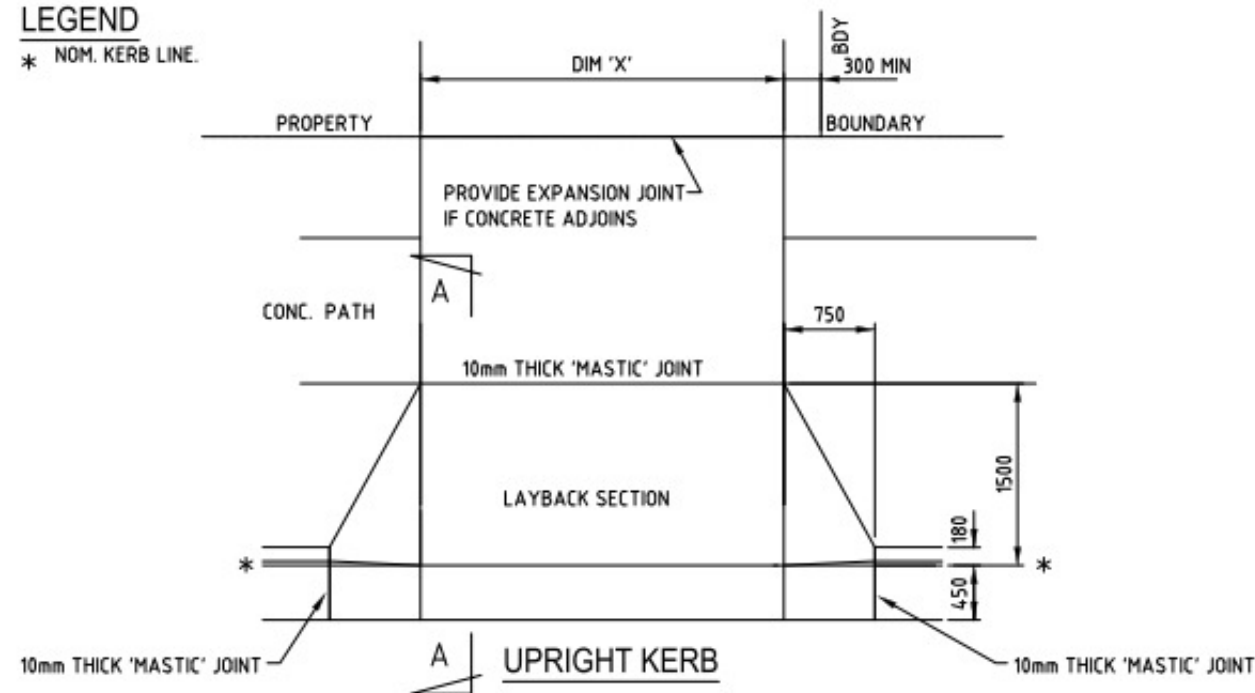 LEGEND
* NOM. KERB LINE.
BDY
DIM 'X'
300 MIN
PROPERTY
BOUNDARY
PROVIDE EXPANSION JOINT
IF CONCRETE ADJOINS
A
CONC. PATH
750
10mm THICK 'MASTIC' JOINT
1500
LAYBACK SECTION
180
*
*
450
10mm THICK 'MASTIC' JOINT
A
UPRIGHT KERB
10mm THICK 'MASTIC' JOINT